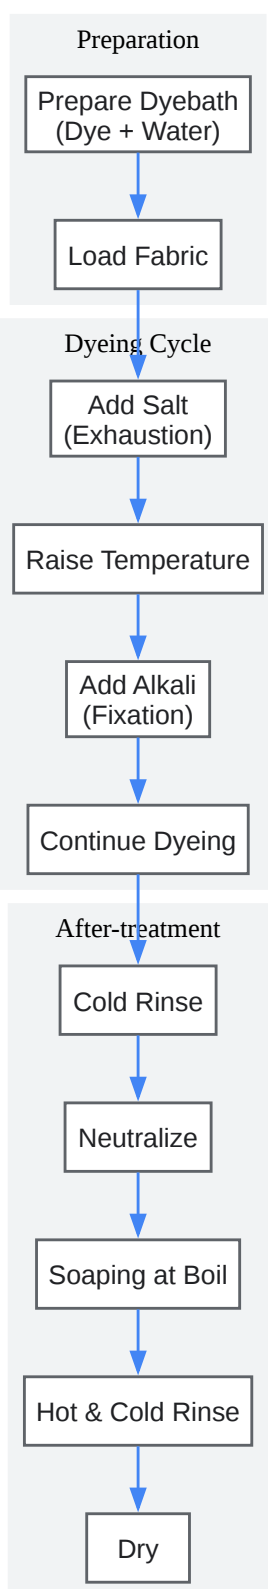 Preparation
Prepare Dyebath
(Dye + Water)
Load Fabric
Dyeing Cycle
Add Salt
(Exhaustion)
Raise Temperature
Add Alkali
(Fixation)
Continue Dyeing
After-treatment
Cold Rinse
Neutralize
Soaping at Boil
Hot & Cold Rinse
Dry